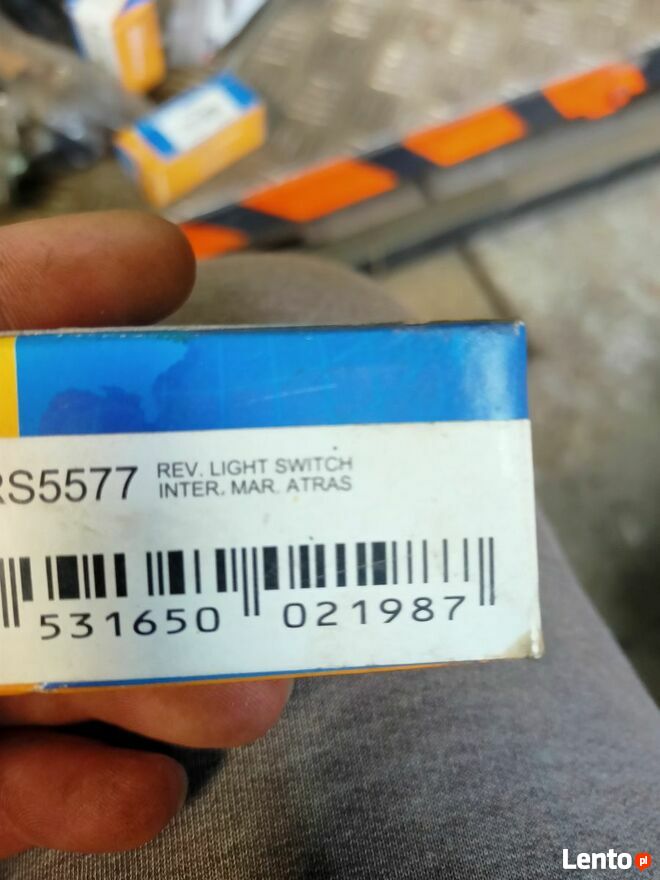 RS5577
REV. LIGHT SWITCH
INTER. MAR. ATRAS
531650 021987
Lento.pl